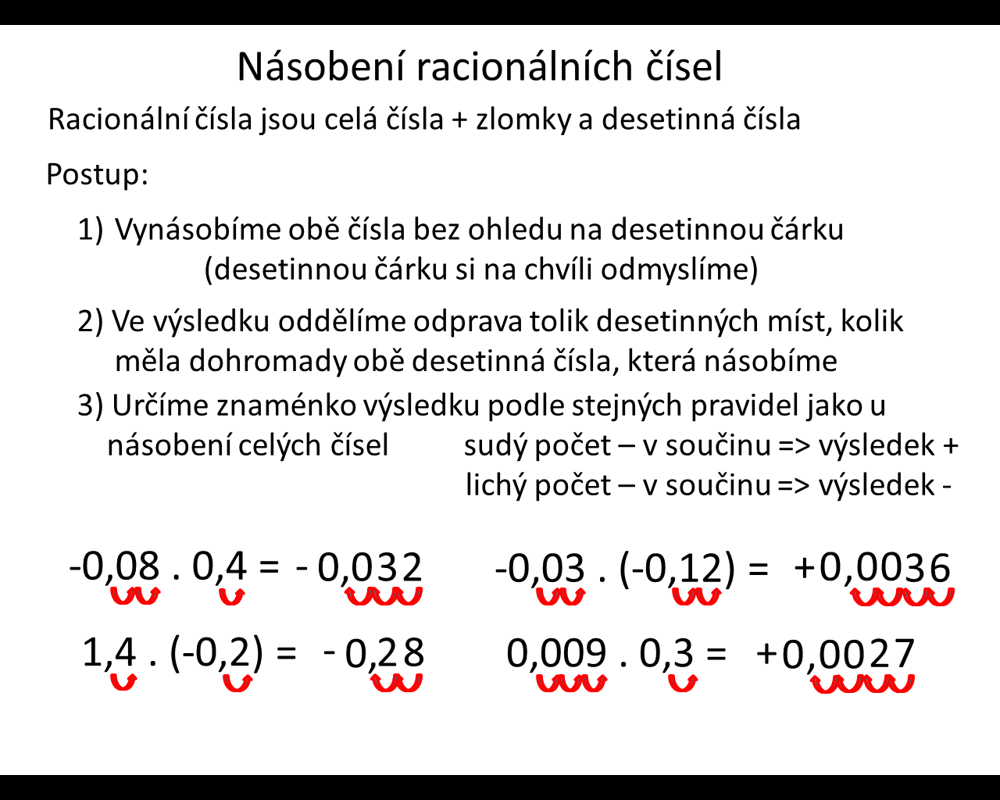 Násobení racionálních čísel
Racionální čísla jsou celá čísla + zlomky a desetinná čísla
Postup:
1) Vynásobíme obě čísla bez ohledu na desetinnou čárku
(desetinnou čárku si na chvíli odmyslíme)
2) Ve výsledku oddělíme odprava tolik desetinných míst, kolik
měla dohromady obě desetinná čísla, která násobíme
3) Určíme znaménko výsledku podle stejných pravidel jako u
násobení celých čísel
sudý počet – v součinu => výsledek +
lichý počet – v součinu => výsledek -
-0,08 . 0,4 = - 0,032
-0,03 . (-0,12) = +0,0036
1,4 . (-0,2) = - 0,28
0,009 . 0,3 = +0,0027